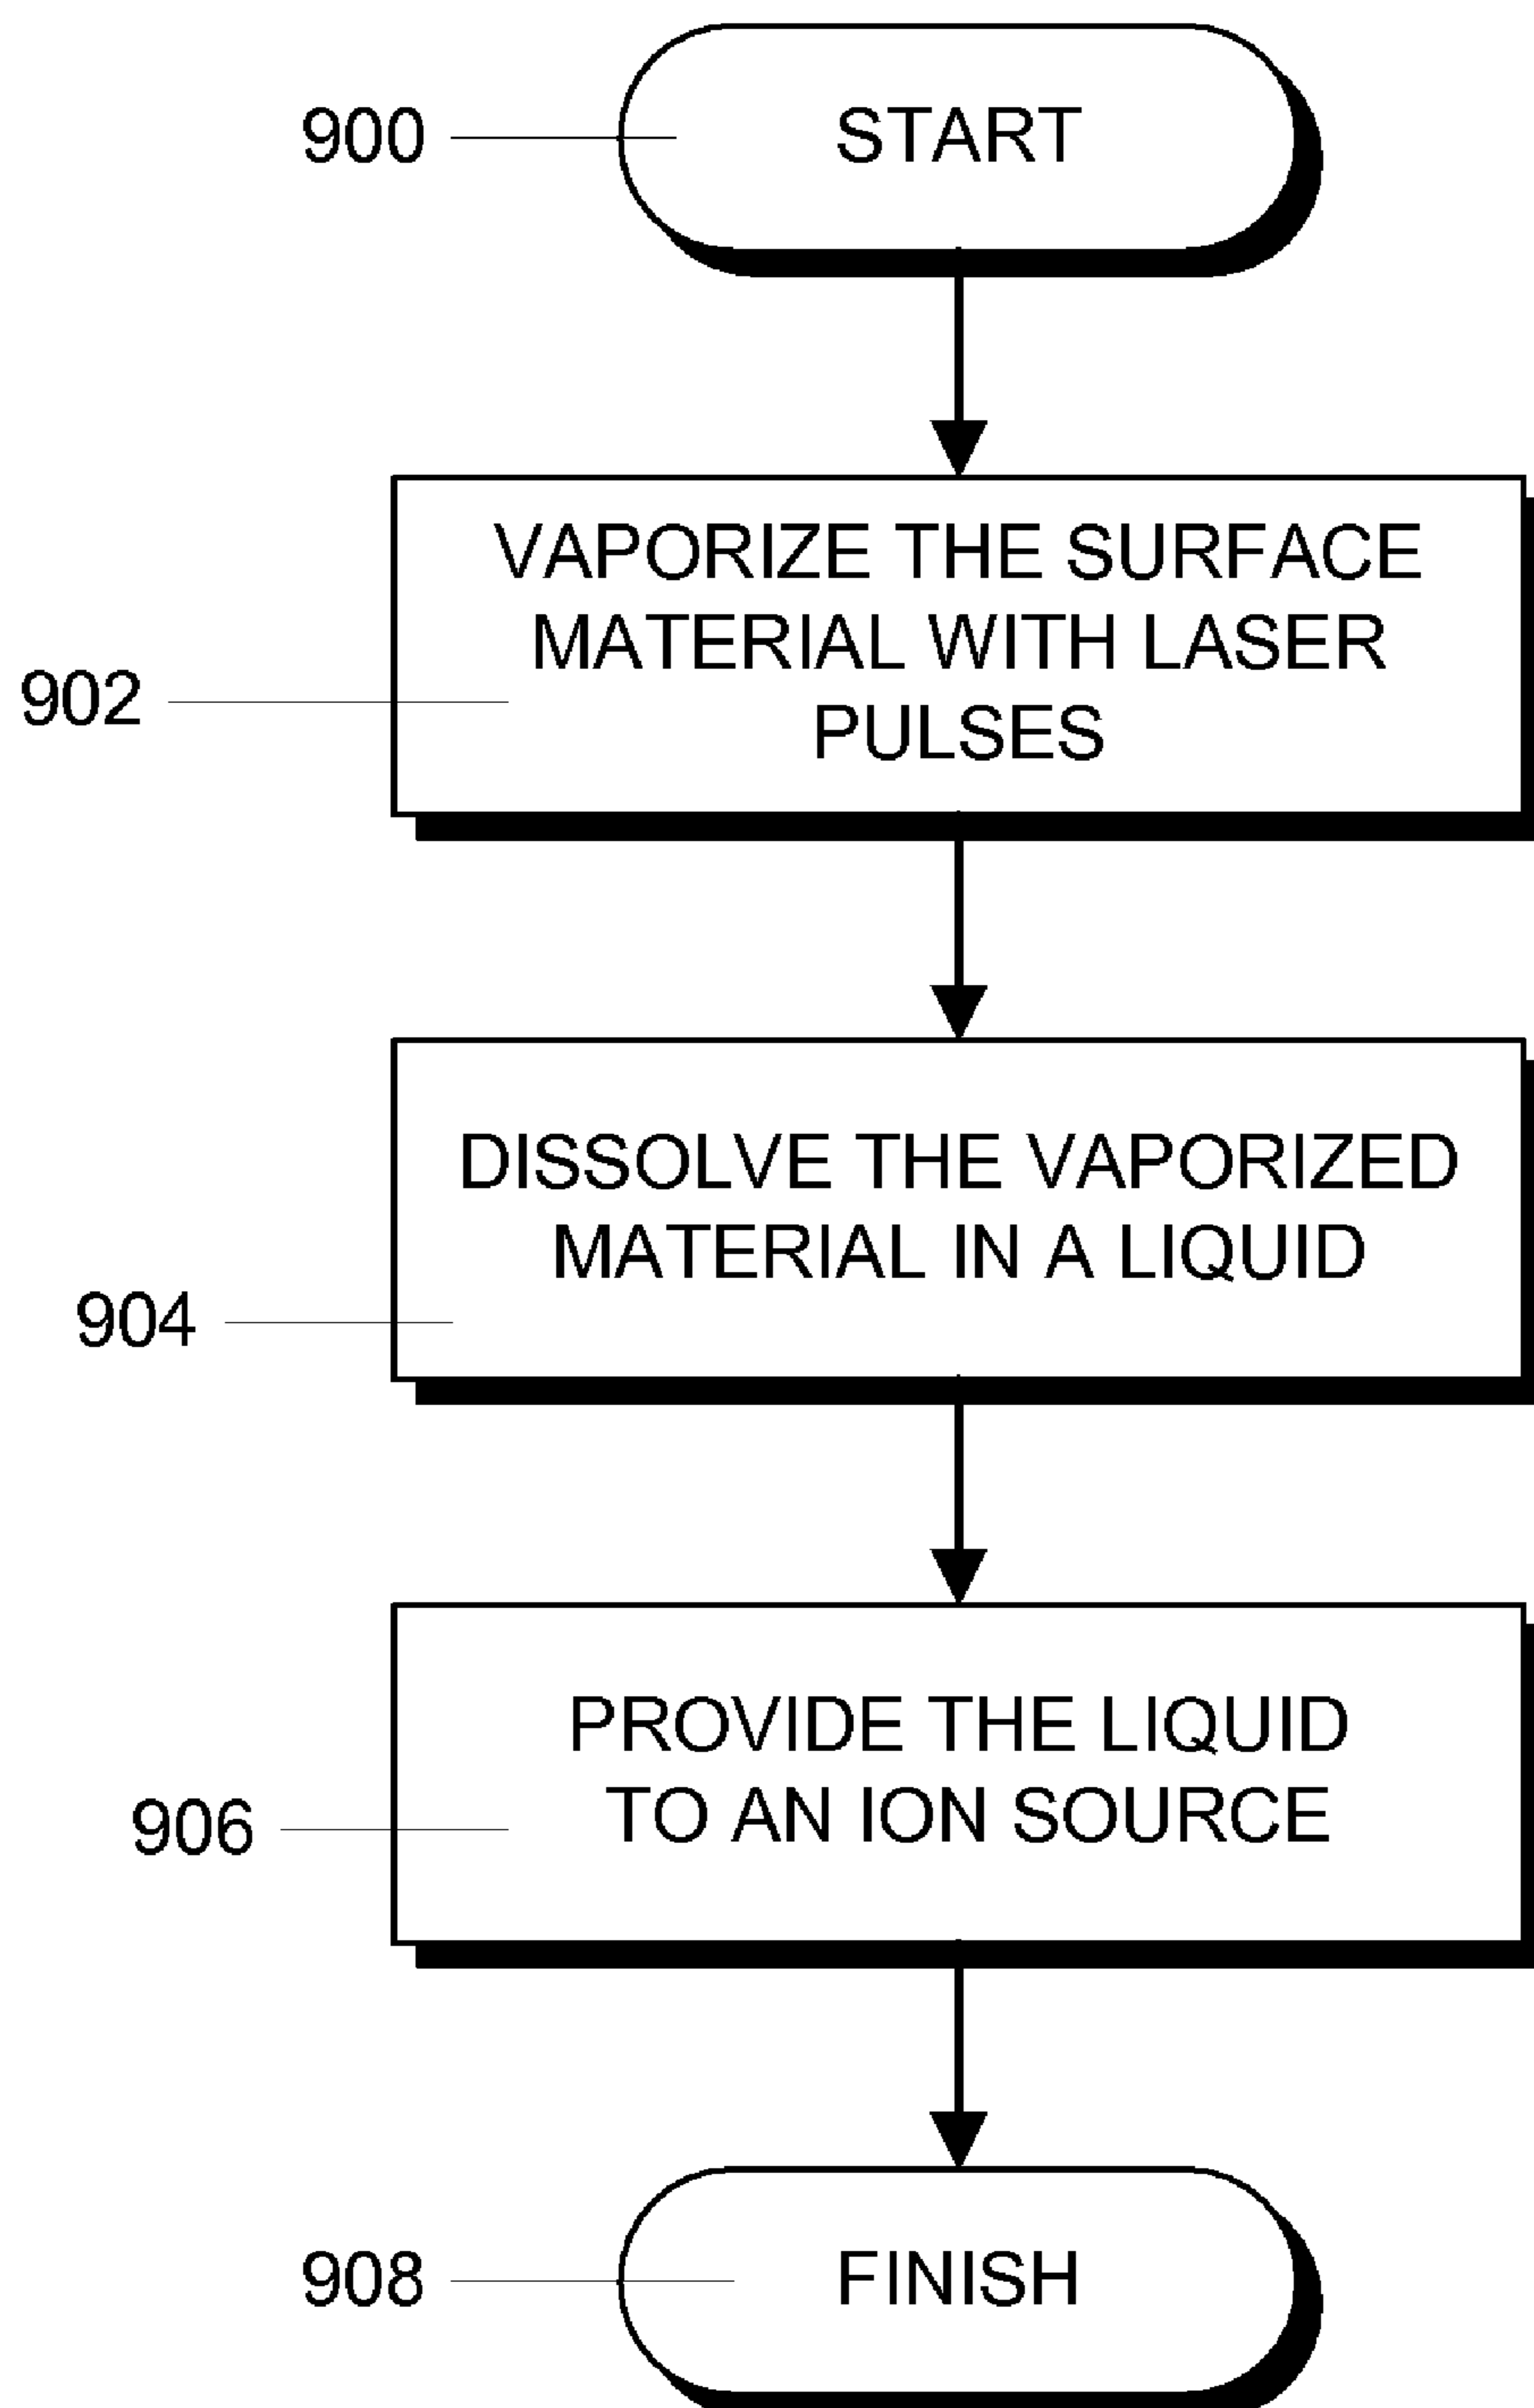 900
START
VAPORIZE THE SURFACE
MATERIAL WITH LASER
PULSES
902
DISSOLVE THE VAPORIZED
MATERIAL IN A LIQUID
904
PROVIDE THE LIQUID
TO AN ION SOURCE
906
908
FINISH